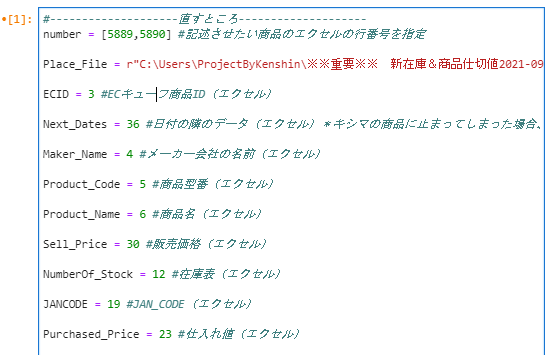 [1]:
#-------------------直すところ-------------------
number = [5889,5890] #記述させたい商品のエクセルの行番号を指定
Place_File = r"C:\Users\ProjectByKenshin\※※重要※※　新在庫＆商品仕切値2021-09
ECID = 3 #ECキューブ商品ID（エクセル）
Next_Dates = 36 #日付の隣のデータ（エクセル）＊キシマの商品に止まってしまった場合、
Maker_Name = 4 #メーカー会社の名前（エクセル）
Product_Code = 5 #商品型番（エクセル）
Product_Name = 6 #商品名（エクセル）
Sell_Price = 30 #販売価格（エクセル）
NumberOf_Stock = 12 #在庫表（エクセル）
JANCODE = 19 #JAN_CODE（エクセル）
Purchased_Price = 23 #仕入れ値（エクセル）